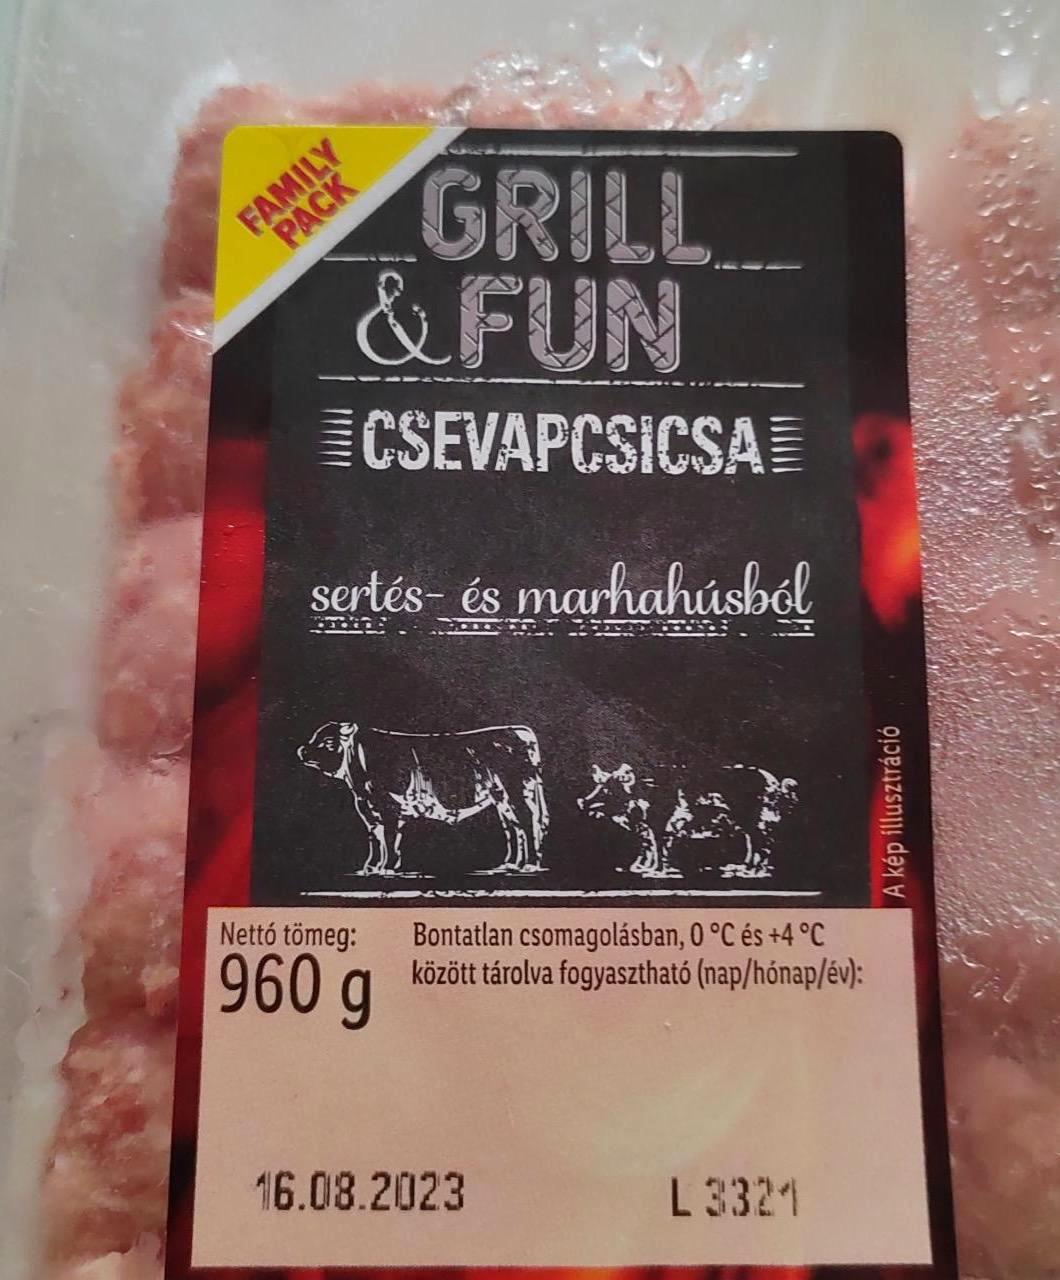 FAMILY
PACK
GRILL
& FUN
CSEVAPCSICSA
sertés- és marhahúsból
A kép illusztráció
Nettó tömeg:
960 g
Bontatlan csomagolásban, 0 °C és +4 °C
között tárolva fogyasztható (nap/hónap/év):
16.08.2023
L 3321